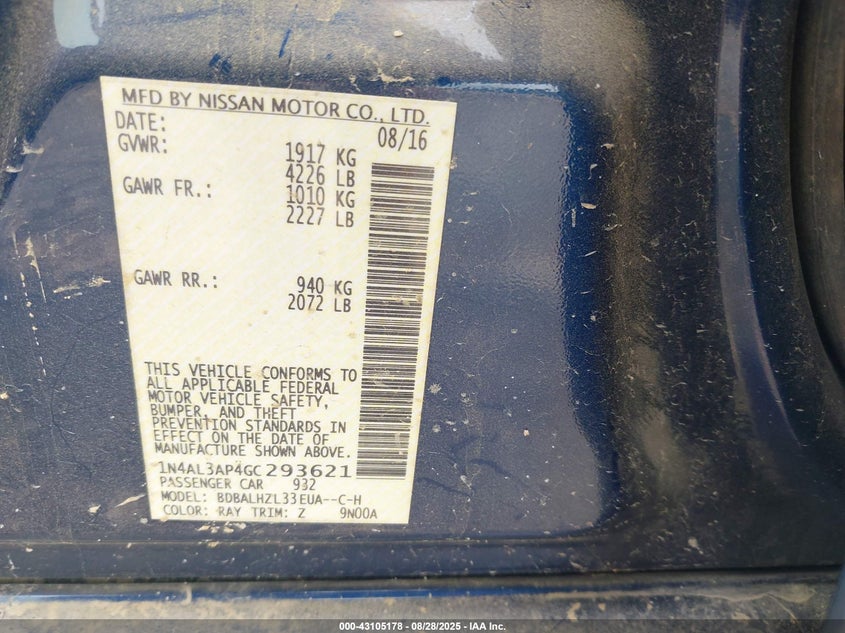 MFD BY NISSAN MOTOR CO., LTD.
DATE: 08/16
GVWR: 1917 KG
4226 LB
GAWR FR.: 1010 KG
2227 LB
GAWR RR.: 940 KG
2072 LB
THIS VEHICLE CONFORMS TO
ALL APPLICABLE FEDERAL
MOTOR VEHICLE SAFETY,
BUMPER, AND THEFT
PREVENTION STANDARDS IN
EFFECT ON THE DATE OF
MANUFACTURE SHOWN ABOVE.
1N4AL3AP4GC293621
PASSENGER CAR 932
MODEL: BDBALHZL33EUA--C-H
COLOR: RAY TRIM: Z 9N00A
000-43105178 - 08/28/2025 - IAA Inc.